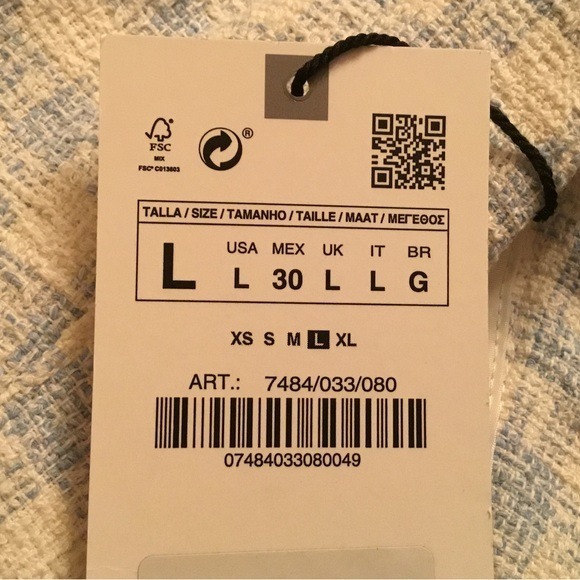 FSC
MIX
FSC® C013603
®
TALLA / SIZE / TAMANHO / TAILLE / MAAT / ΜΕΓΕΘΟΣ
L
USA MEX UK IT BR
L 30 L L G
XS S M L XL
ART.: 7484/033/080
07484033080049